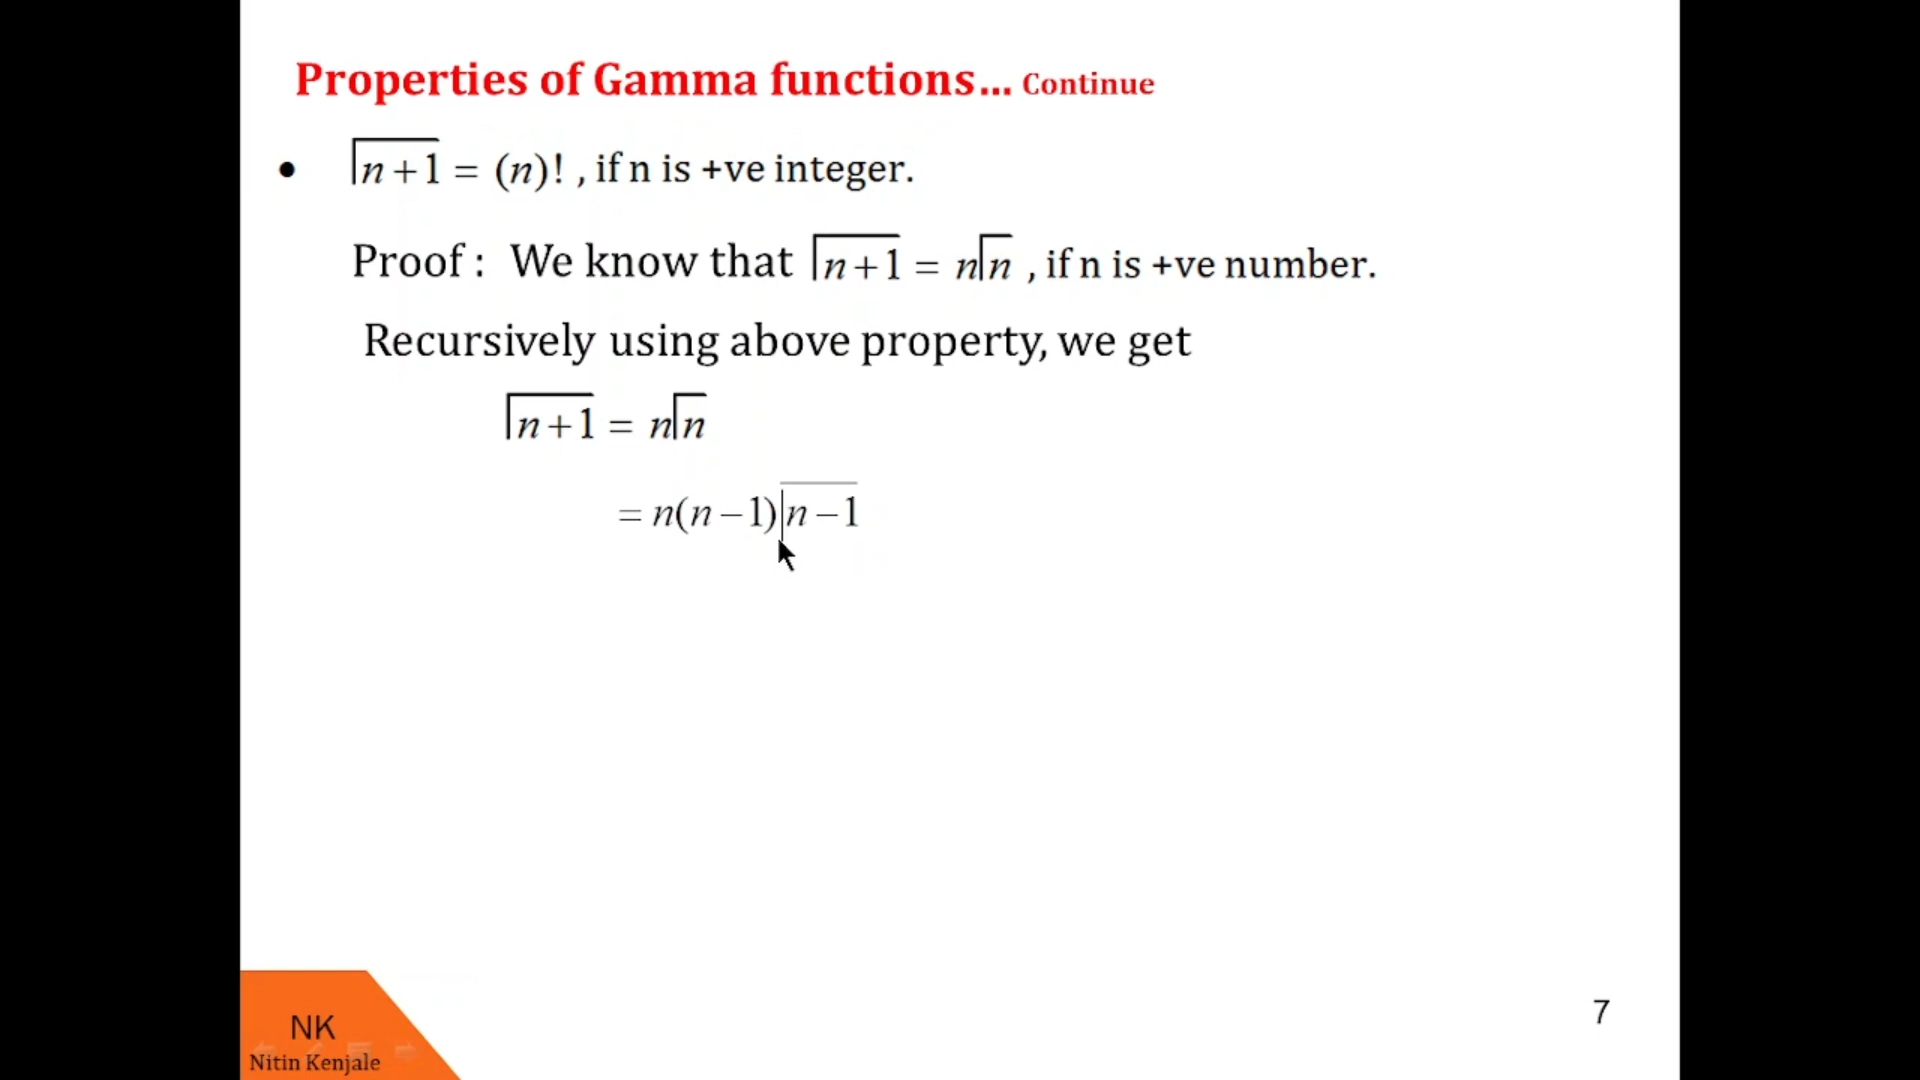 Properties of Gamma functions... Continue
• ⌈n+1 = (n)! , if n is +ve integer.
Proof : We know that ⌈n+1 = n⌈n , if n is +ve number.
Recursively using above property, we get
⌈n+1 = n⌈n
= n(n−1)⌈n−1
NK
Nitin Kenjale
7